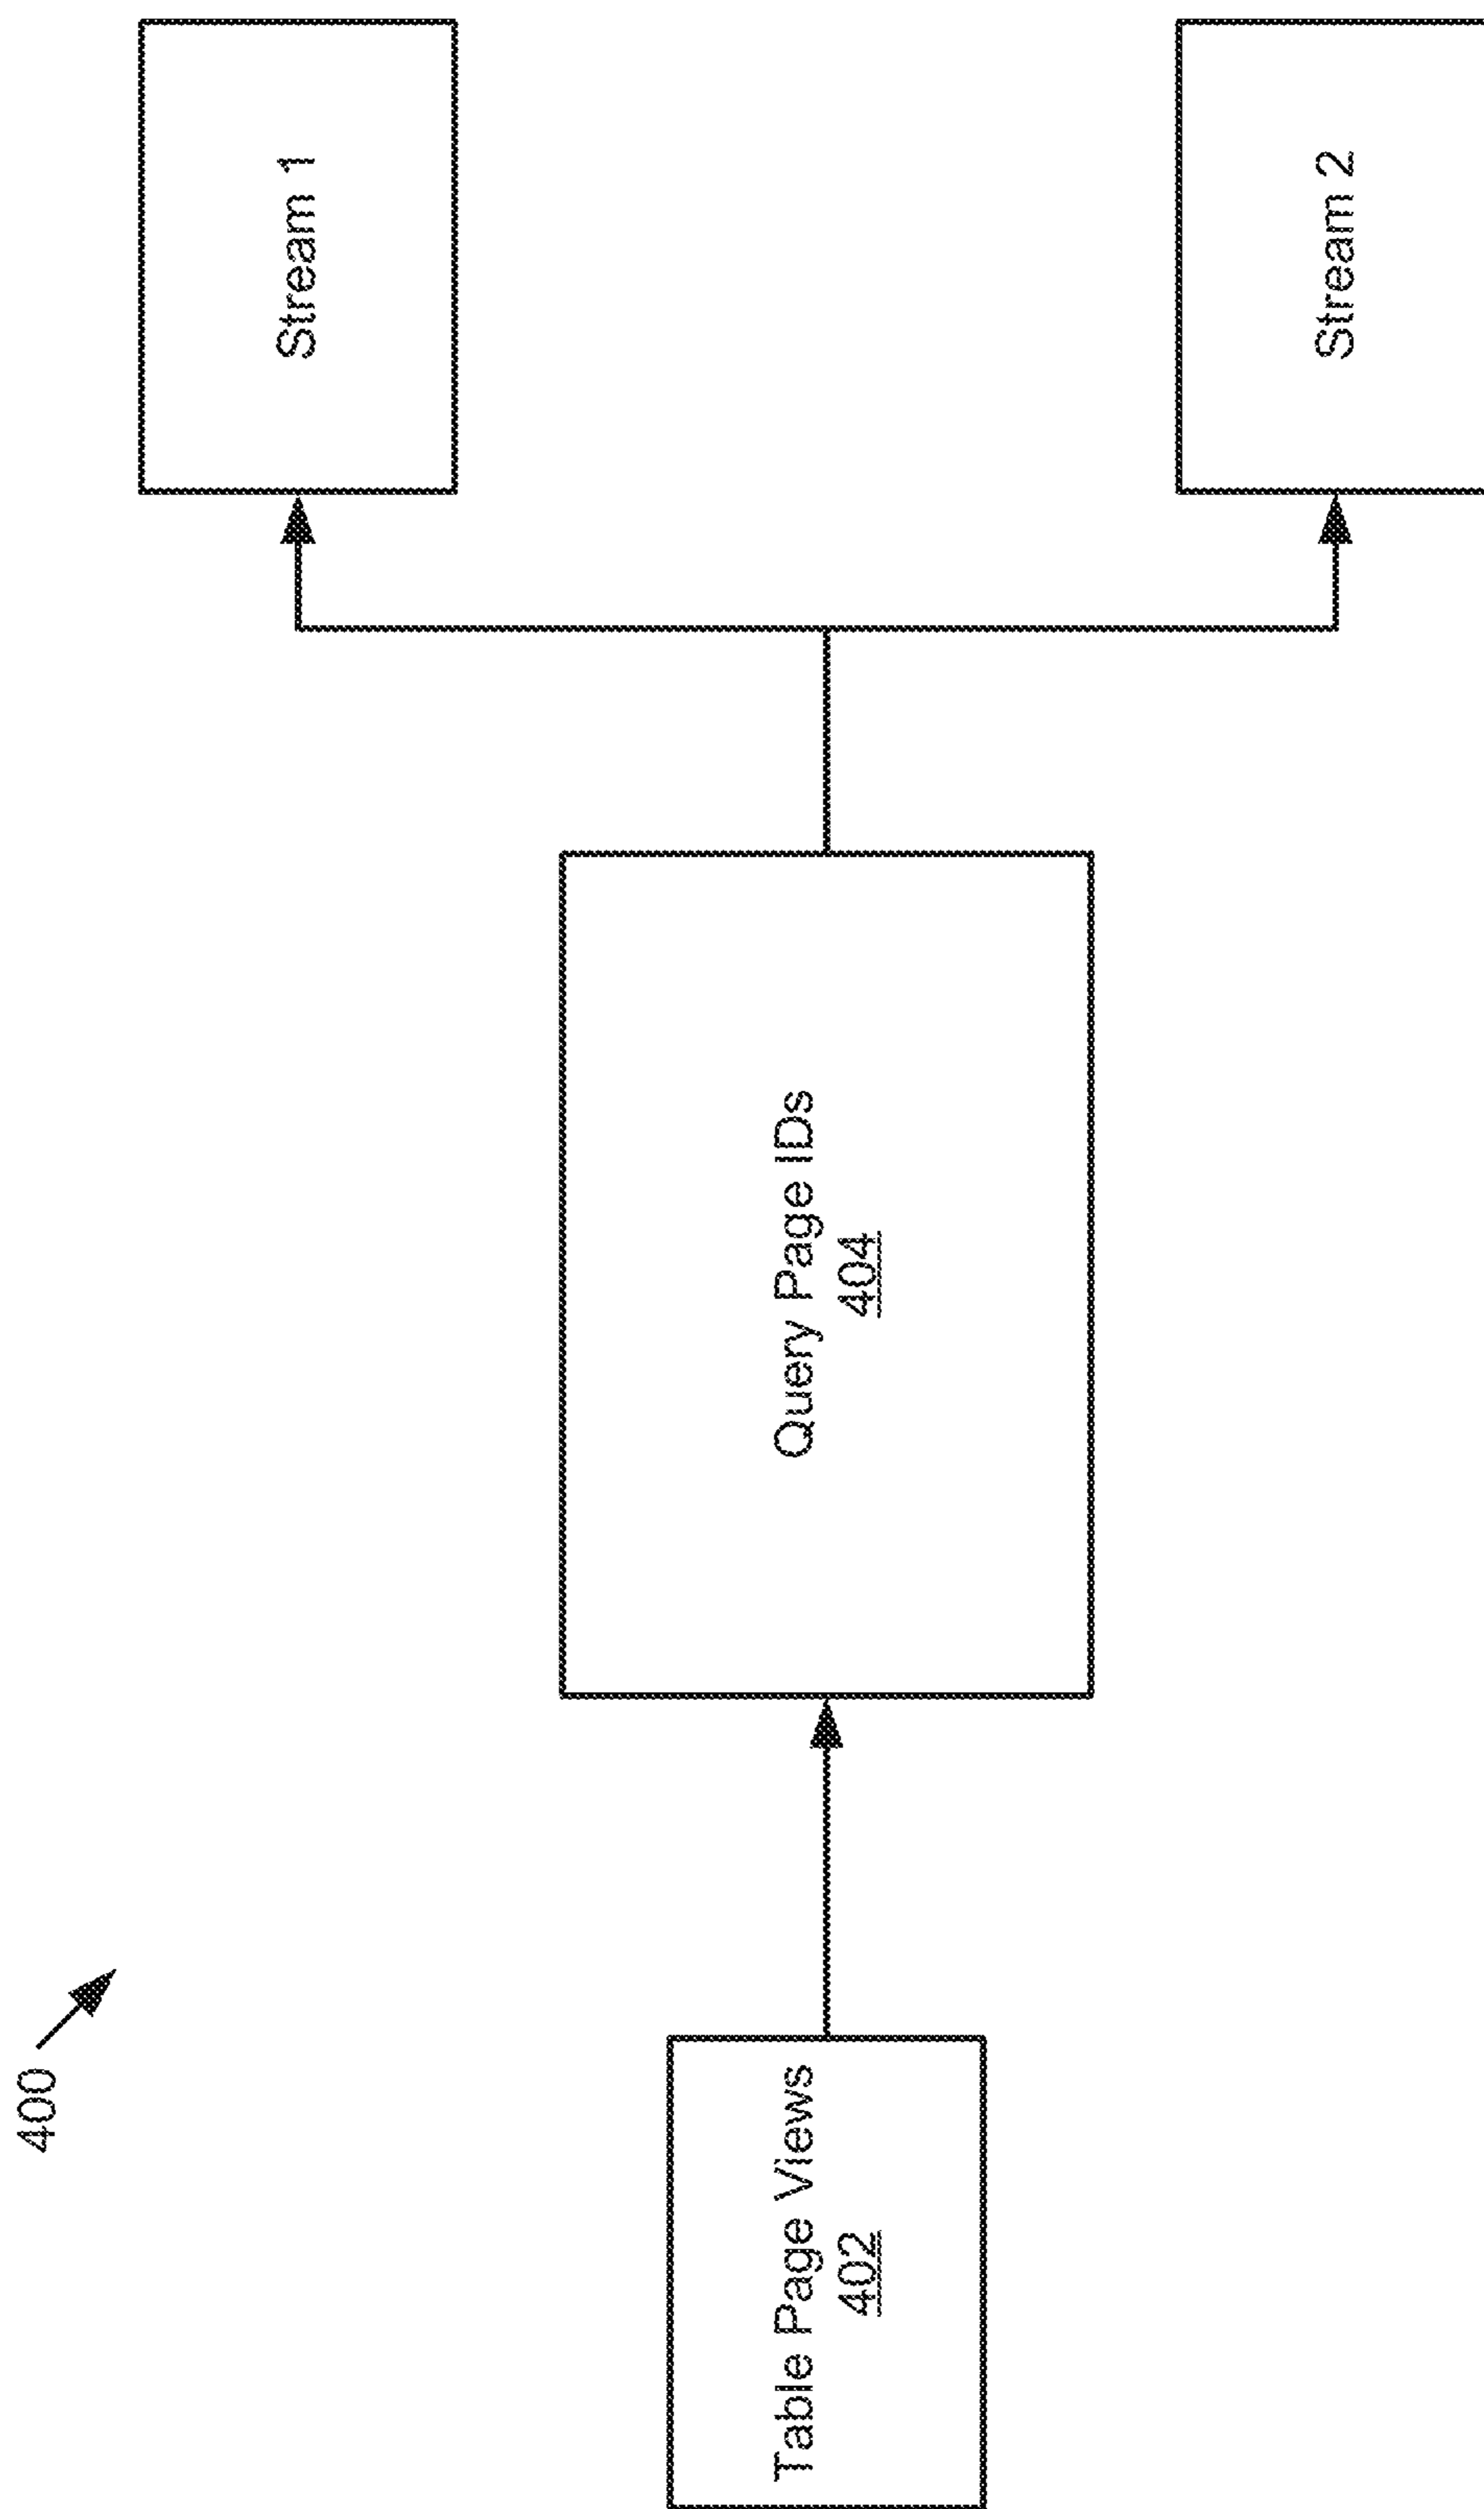 400
Table Page Views
402
Query Page IDs
404
Stream 1
Stream 2